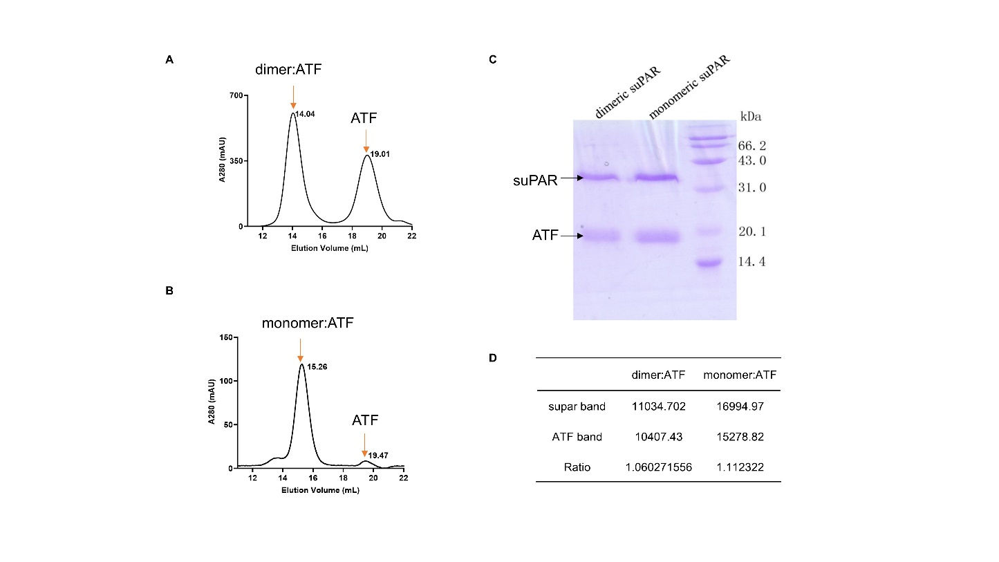 A
dimer:ATF
ATF
14.04
19.01
700
350
0
A280 (mAU)
12 14 16 18 20 22
Elution Volume (mL)
B
monomer:ATF
ATF
15.26
19.47
150
100
50
0
A280 (mAU)
12 14 16 18 20 22
Elution Volume (mL)
C
dimeric suPAR
monomeric suPAR
kDa
66.2
43.0
31.0
20.1
14.4
suPAR
ATF
D
dimer:ATF monomer:ATF
supar band 11034.702 16994.97
ATF band 10407.43 15278.82
Ratio 1.060271556 1.112322